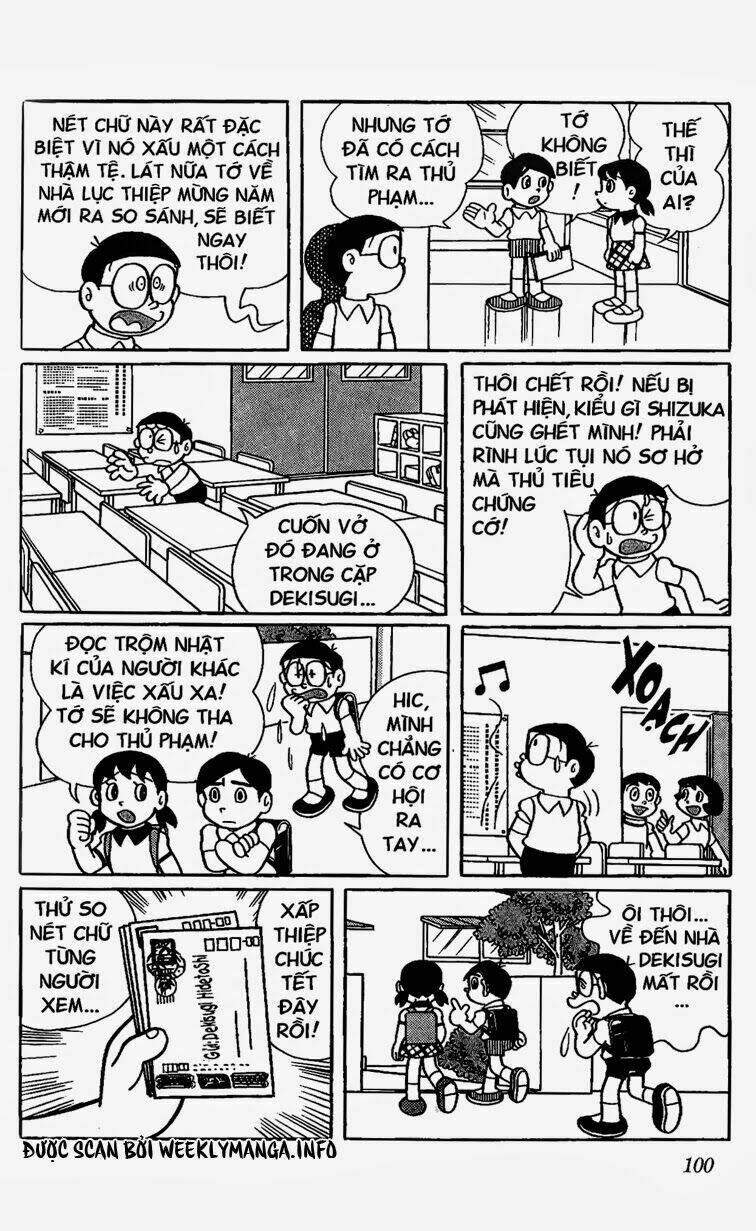 THẾ
THÌ
CỦA
AI?
TỚ
KHÔNG
BIẾT
!
NHƯNG TỚ
ĐÃ CÓ CÁCH
TÌM RA THỦ
PHẠM...
NÉT CHỮ NÀY RẤT ĐẶC
BIỆT VÌ NÓ XẤU MỘT CÁCH
THẬM TỆ. LÁT NỮA TỚ VỀ
NHÀ LỤC THIỆP MỪNG NĂM
MỚI RA SO SÁNH, SẼ BIẾT
NGAY
THÔI!
THÔI CHẾT RỒI! NẾU BỊ
PHÁT HIỆN, KIỂU GÌ SHIZUKA
CŨNG GHÉT MÌNH! PHẢI
RÌNH LÚC TỤI NÓ SƠ HỞ
MÀ THỦ TIÊU
CHỨNG
CỚ!
CUỐN VỞ
ĐÓ ĐANG Ở
TRONG CẶP
DEKISUGI...
XOẠCH
ĐỌC TRỘM NHẬT
KÍ CỦA NGƯỜI KHÁC
LÀ VIỆC XẤU XA!
TỚ SẼ KHÔNG THA
CHO THỦ PHẠM!
HIC,
MÌNH
CHẲNG
CÓ CƠ
HỘI
RA
TAY...
ÔI THÔI...
VỀ ĐẾN NHÀ
DEKISUGI
MẤT RỒI
...
XẤP
THIỆP
CHÚC
TẾT
ĐÂY
RỒI!
THỬ SO
NÉT CHỮ
TỪNG
NGƯỜI
XEM...
Gửi: Dekisugi Hidetoshi
ĐƯỢC SCAN BỞI WEEKLYMANGA.INFO
100